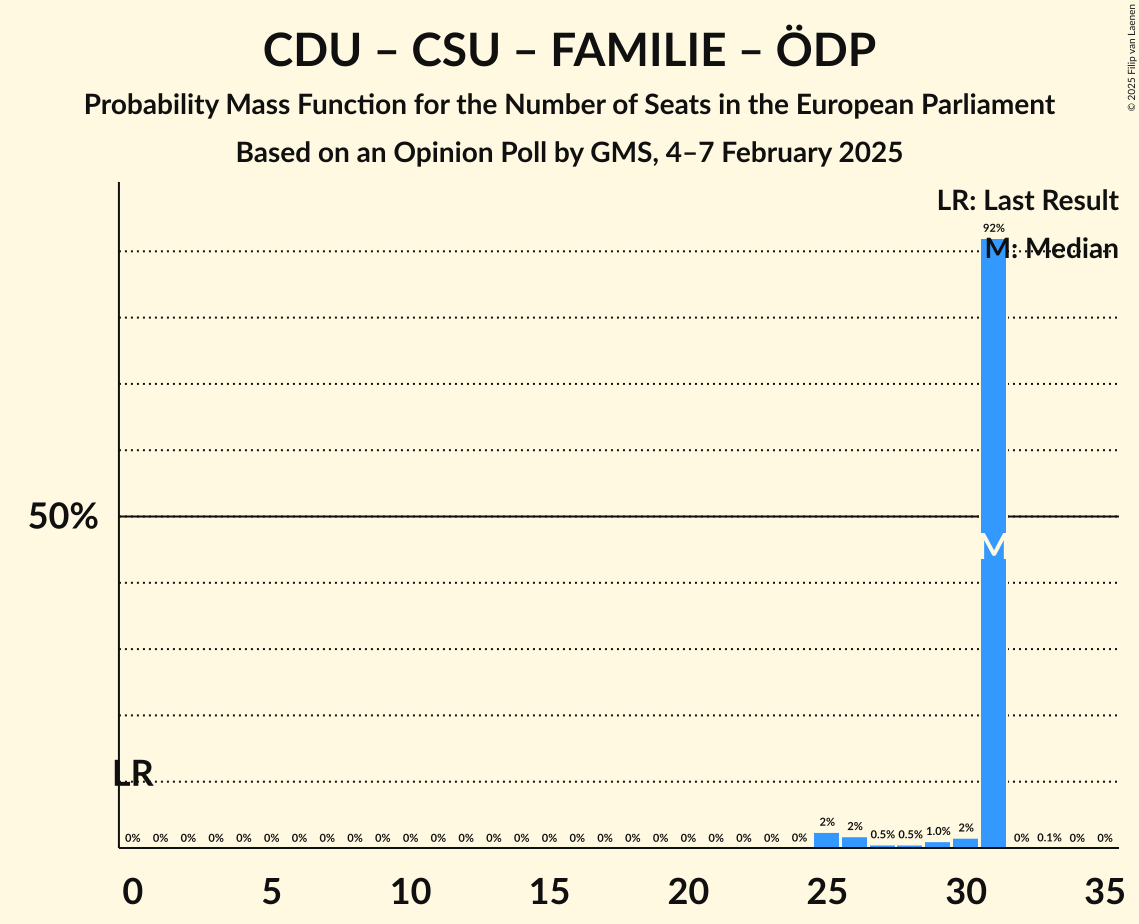 CDU – CSU – FAMILIE – ÖDP
Probability Mass Function for the Number of Seats in the European Parliament
Based on an Opinion Poll by GMS, 4–7 February 2025
© 2025 Filip van Laenen
LR: Last Result
92%
M: Median
50%
M
LR
0% 0% 0% 0% 0% 0% 0% 0% 0% 0% 0% 0% 0% 0% 0% 0% 0% 0% 0% 0% 0% 0% 0% 0% 0% 2% 2% 0.5% 0.5% 1.0% 2% 0% 0.1% 0% 0%
0 5 10 15 20 25 30 35